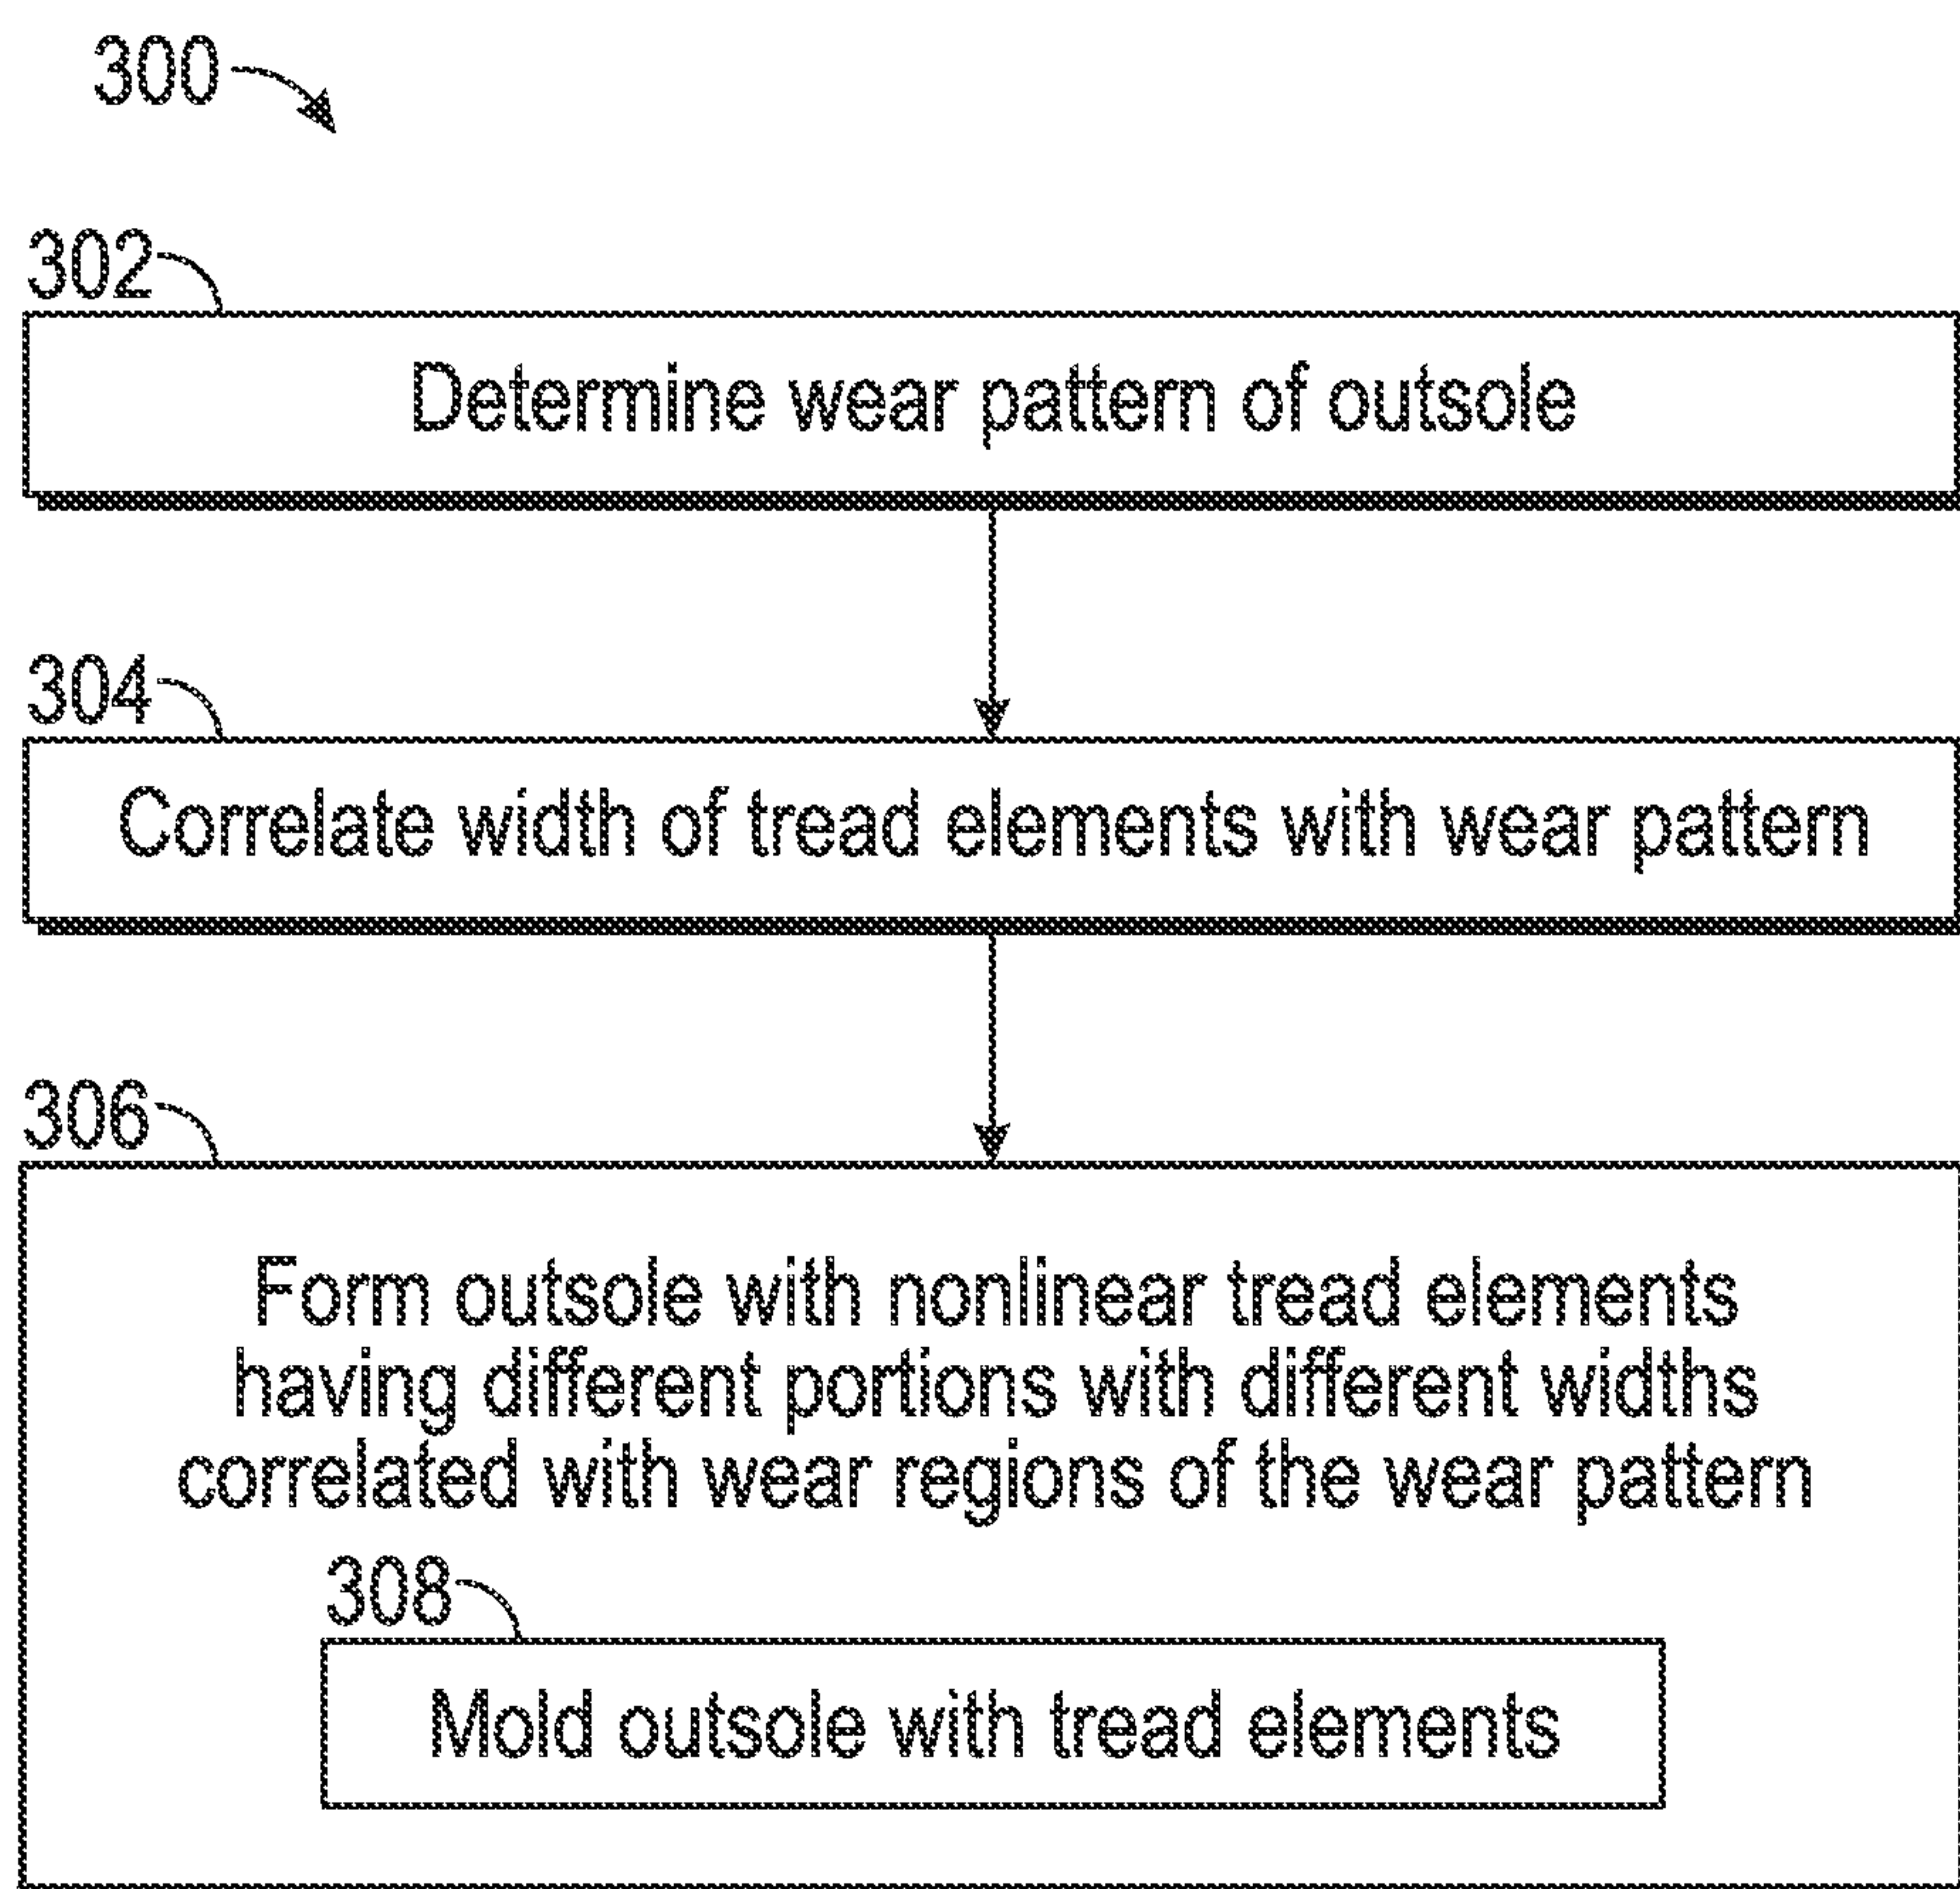 300
302
Determine wear pattern of outsole
304
Correlate width of tread elements with wear pattern
306
Form outsole with nonlinear tread elements
having different portions with different widths
correlated with wear regions of the wear pattern
308
Mold outsole with tread elements